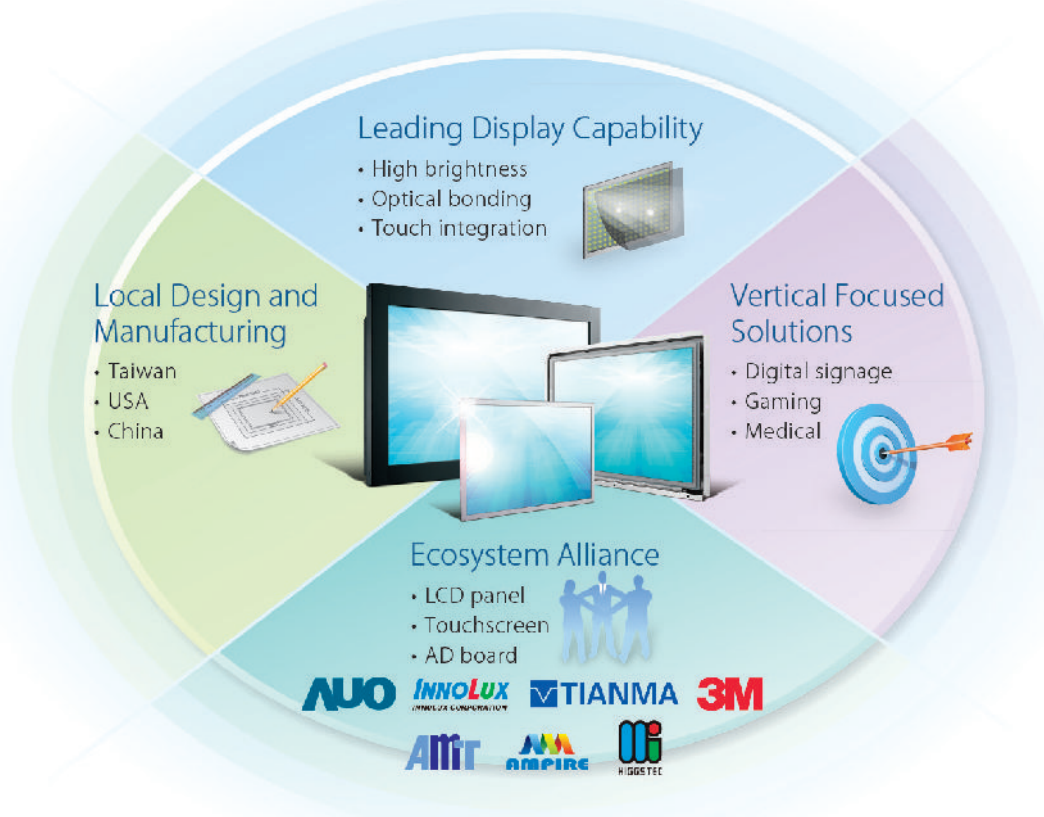 Leading Display Capability
• High brightness
• Optical bonding
• Touch integration
Local Design and
Manufacturing
• Taiwan
• USA
• China
Vertical Focused
Solutions
• Digital signage
• Gaming
• Medical
Ecosystem Alliance
• LCD panel
• Touchscreen
• AD board
AUO
INNOLUX
INNOLUX CORPORATION
TIANMA
3M
AMT
AMPIRE
HIGGSTEC